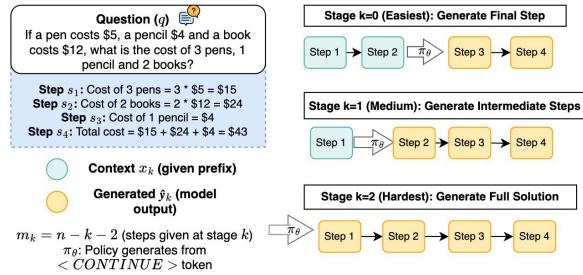 Question (q)
If a pen costs $5, a pencil $4 and a book
costs $12, what is the cost of 3 pens, 1
pencil and 2 books?
Step s₁: Cost of 3 pens = 3 * $5 = $15
Step s₂: Cost of 2 books = 2 * $12 = $24
Step s₃: Cost of 1 pencil = $4
Step s₄: Total cost = $15 + $24 + $4 = $43
Context xₖ (given prefix)
Generated ŷₖ (model
output)
mₖ = n − k − 2 (steps given at stage k)
π_θ: Policy generates from
< CONTINUE > token
Stage k=0 (Easiest): Generate Final Step
Step 1 Step 2 π_θ Step 3 Step 4
Stage k=1 (Medium): Generate Intermediate Steps
Step 1 π_θ Step 2 Step 3 Step 4
Stage k=2 (Hardest): Generate Full Solution
π_θ Step 1 Step 2 Step 3 Step 4